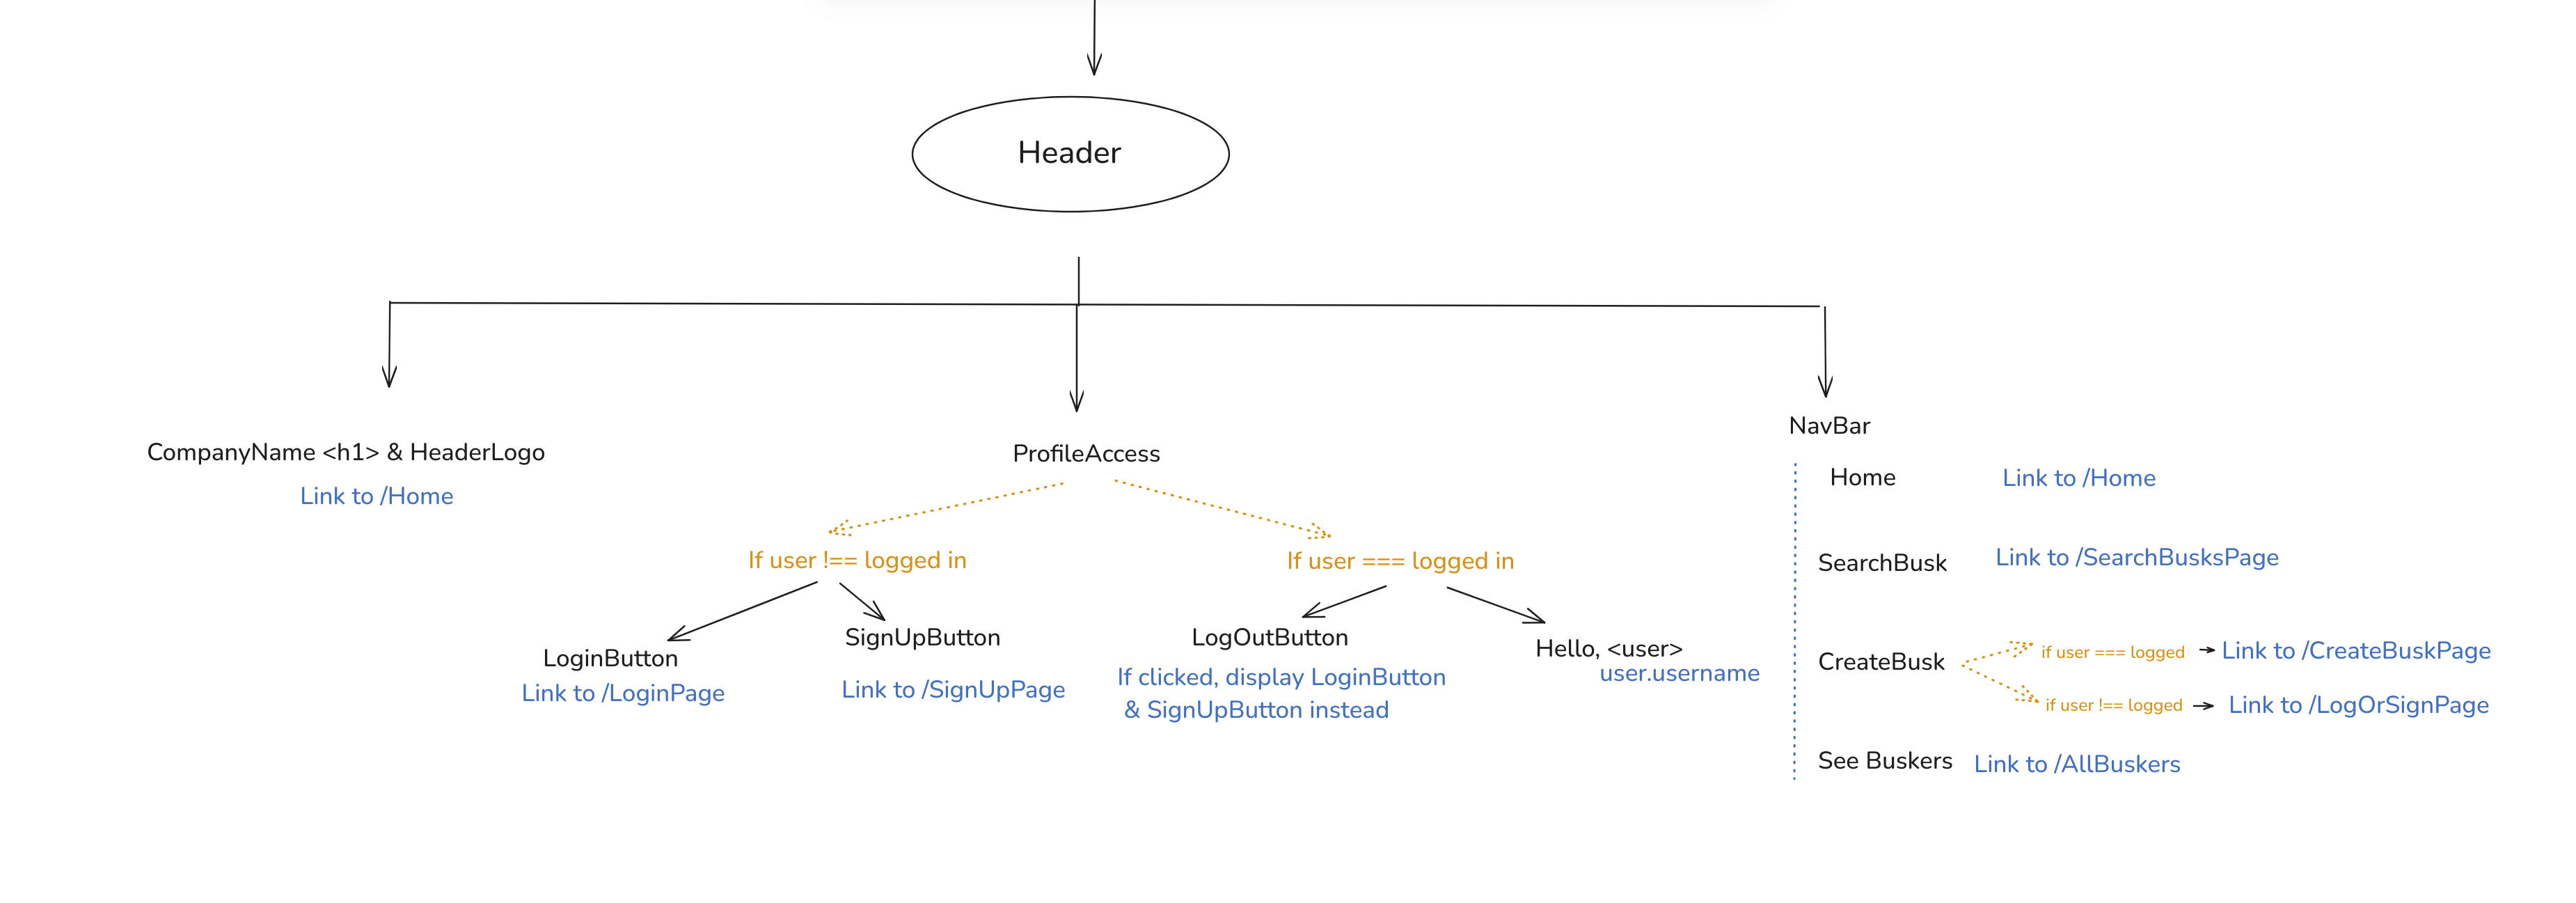 Header
CompanyName <h1> & HeaderLogo
Link to /Home
ProfileAccess
If user !== logged in
LoginButton
Link to /LoginPage
SignUpButton
Link to /SignUpPage
If user === logged in
LogOutButton
If clicked, display LoginButton
& SignUpButton instead
Hello, <user>
user.username
NavBar
Home Link to /Home
SearchBusk Link to /SearchBusksPage
CreateBusk
if user === logged Link to /CreateBuskPage
if user !== logged Link to /LogOrSignPage
See Buskers Link to /AllBuskers